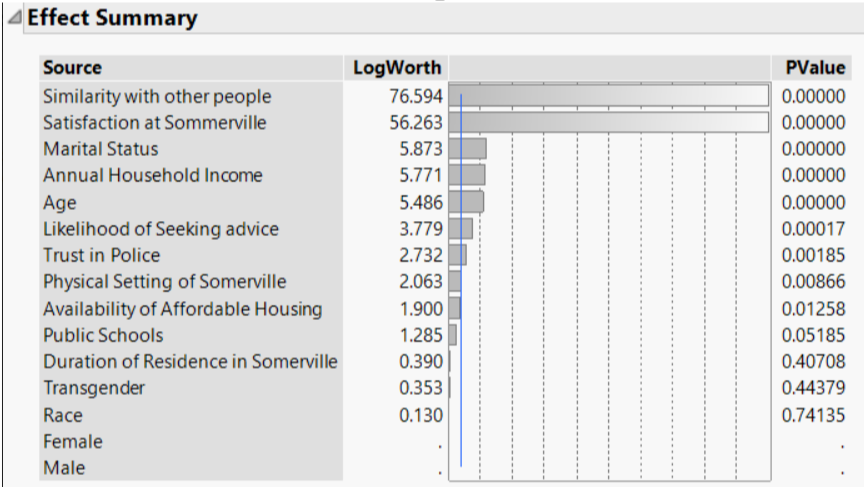 Effect Summary
Source LogWorth PValue
Similarity with other people 76.594 0.00000
Satisfaction at Sommerville 56.263 0.00000
Marital Status 5.873 0.00000
Annual Household Income 5.771 0.00000
Age 5.486 0.00000
Likelihood of Seeking advice 3.779 0.00017
Trust in Police 2.732 0.00185
Physical Setting of Somerville 2.063 0.00866
Availability of Affordable Housing 1.900 0.01258
Public Schools 1.285 0.05185
Duration of Residence in Somerville 0.390 0.40708
Transgender 0.353 0.44379
Race 0.130 0.74135
Female . .
Male . .